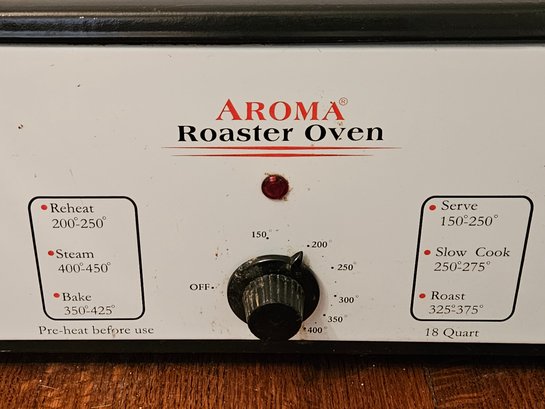 AROMA®
Roaster Oven
• Reheat
200°-250°
• Steam
400°-450°
• Bake
350°-425°
Pre-heat before use
150°
200°
250°
300°
350°
400°
OFF
• Serve
150°-250°
• Slow Cook
250°-275°
• Roast
325°-375°
18 Quart